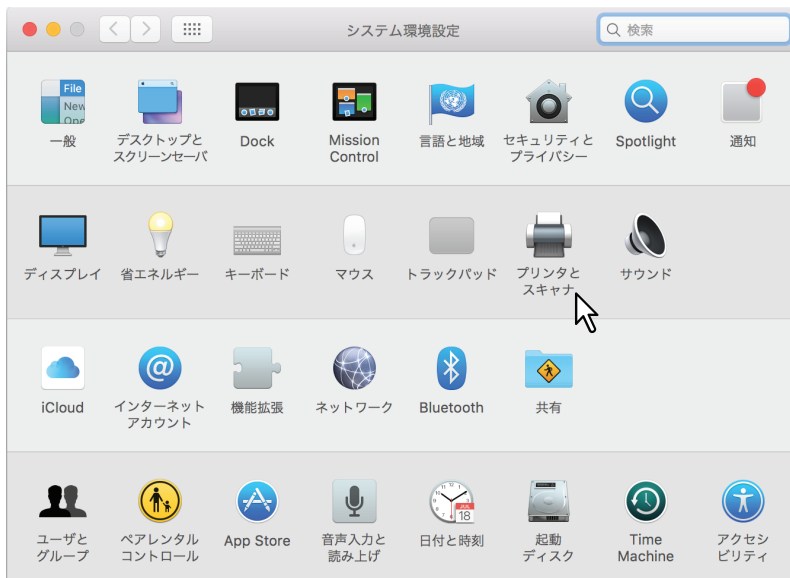 システム環境設定
検索
File
New
Ope
一般
デスクトップと
スクリーンセーバ
Dock
Mission
Control
言語と地域
セキュリティと
プライバシー
Spotlight
通知
ディスプレイ
省エネルギー
キーボード
マウス
トラックパッド
プリンタと
スキャナ
サウンド
iCloud
インターネット
アカウント
機能拡張
ネットワーク
Bluetooth
共有
ユーザと
グループ
ペアレンタル
コントロール
App Store
音声入力と
読み上げ
JUL
18
日付と時刻
起動
ディスク
Time
Machine
アクセシ
ビリティ